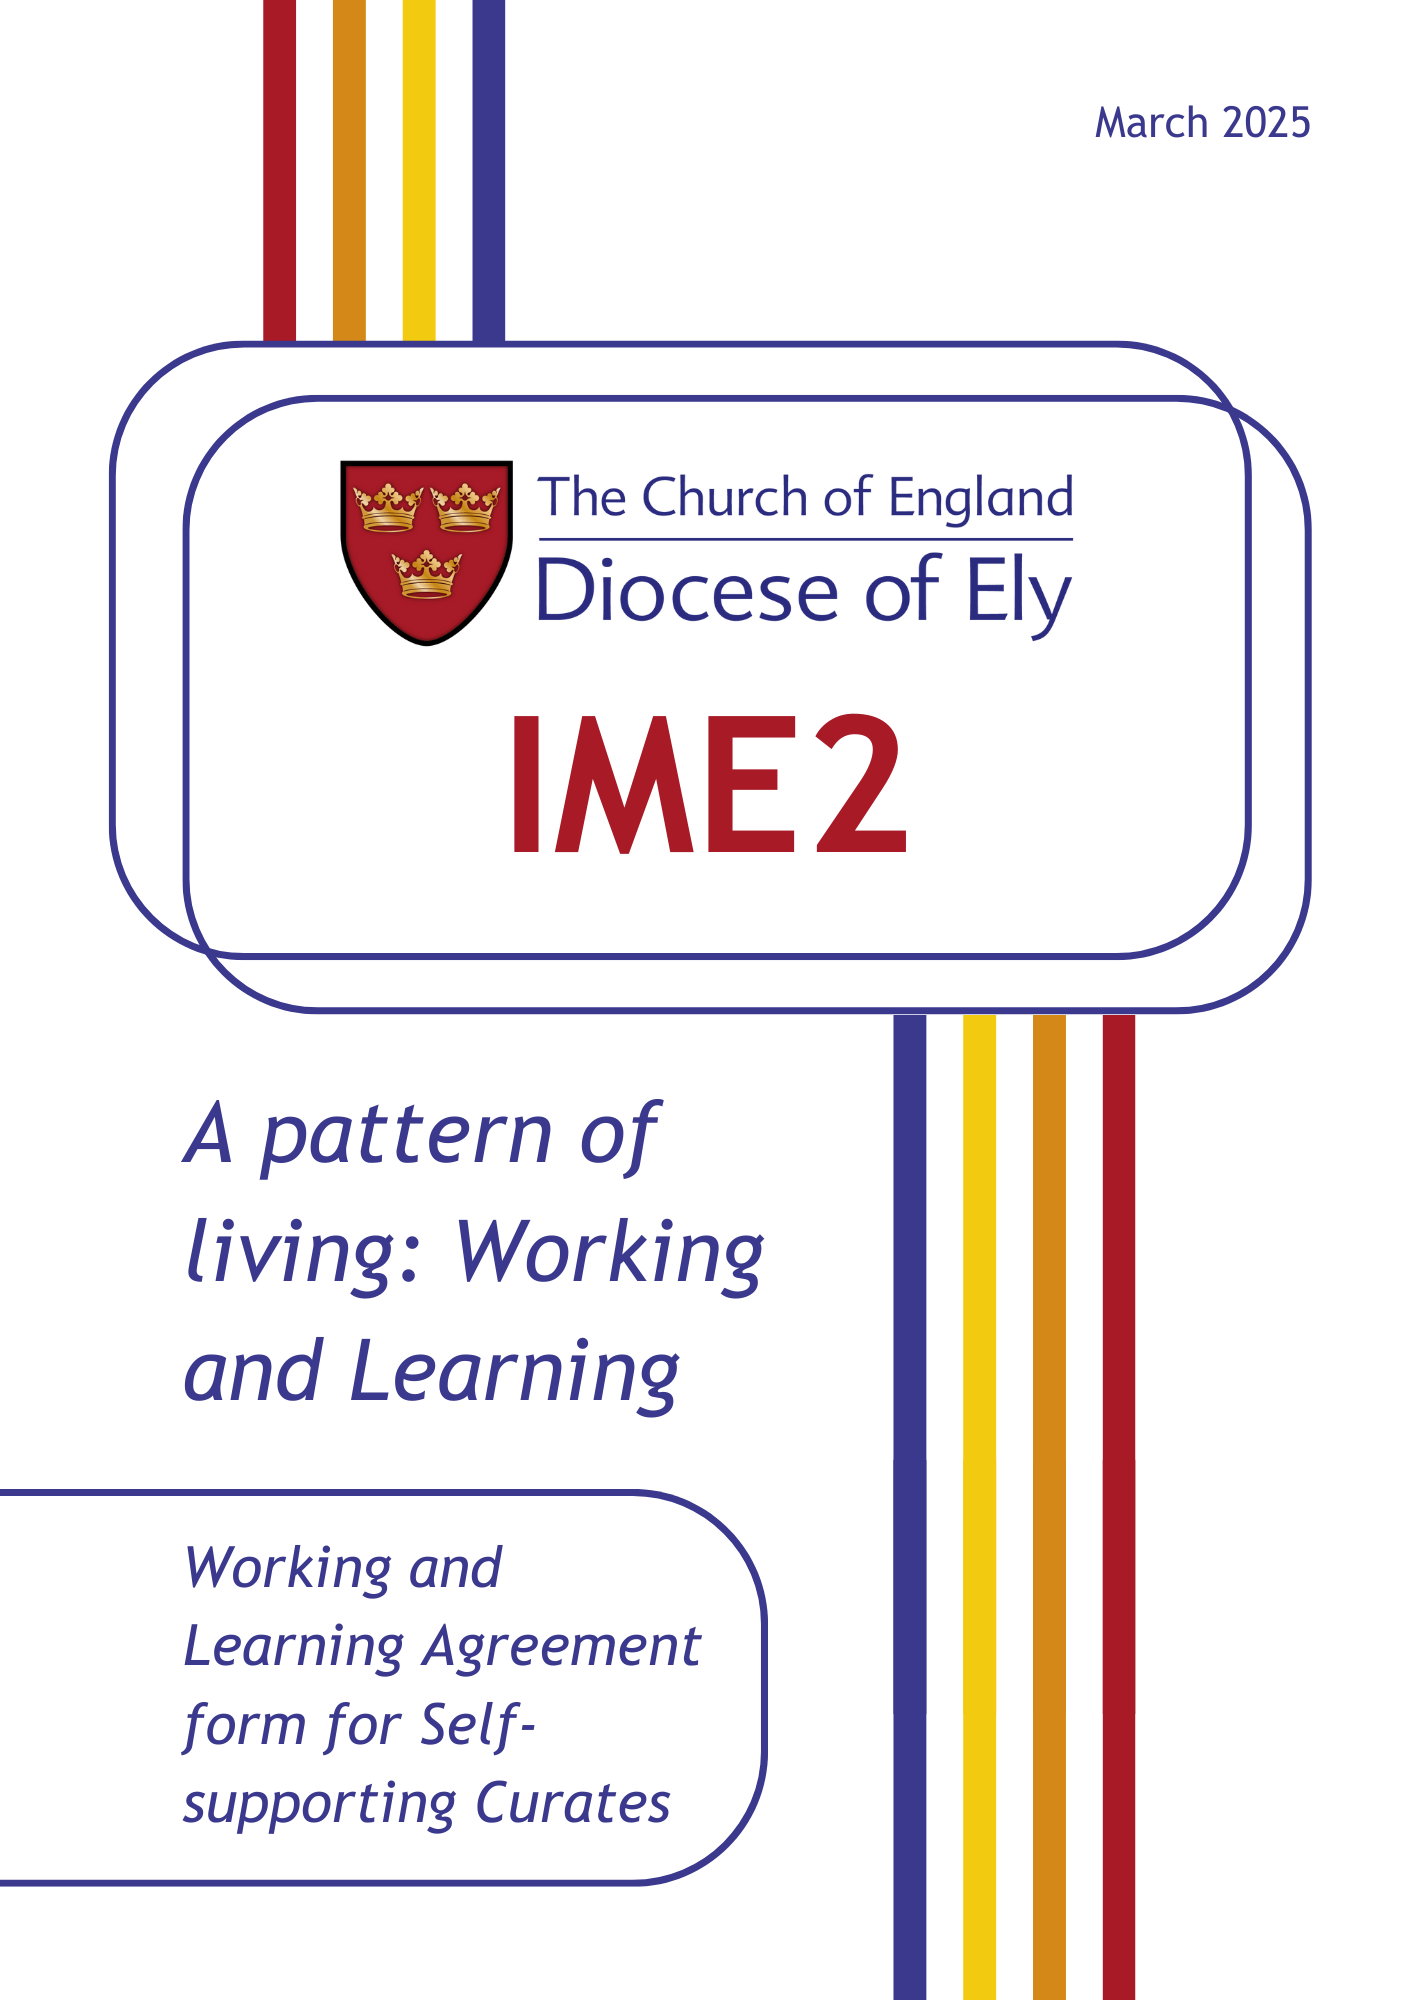 March 2025
The Church of England
Diocese of Ely
IME2
A pattern of
living: Working
and Learning
Working and
Learning Agreement
form for Self-
supporting Curates